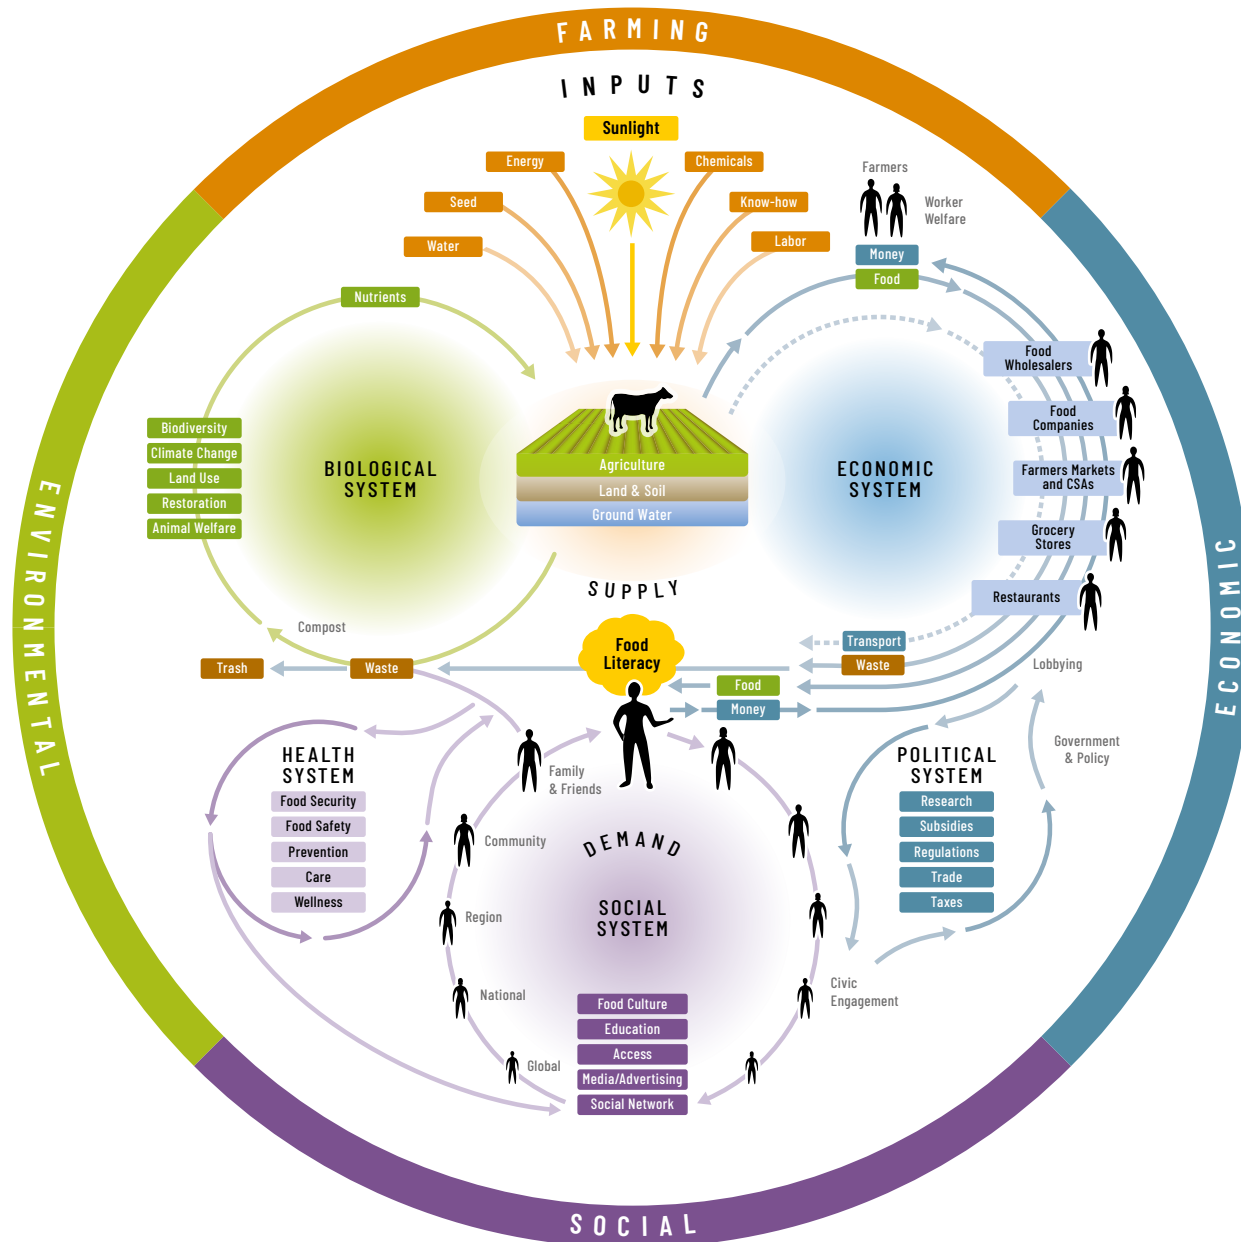 FARMING
INPUTS
Sunlight
Energy
Chemicals
Seed
Know-how
Water
Labor
Farmers
Worker
Welfare
Money
Food
Nutrients
Food
Wholesalers
Food
Companies
Farmers Markets
and CSAs
Grocery
Stores
Restaurants
Biodiversity
Climate Change
Land Use
Restoration
Animal Welfare
BIOLOGICAL
SYSTEM
Agriculture
Land & Soil
Ground Water
ECONOMIC
SYSTEM
ENVIRONMENTAL
ECONOMIC
SUPPLY
Compost
Trash
Waste
Food
Literacy
Transport
Waste
Food
Money
Lobbying
Government
& Policy
HEALTH
SYSTEM
Food Security
Food Safety
Prevention
Care
Wellness
Family
& Friends
Community
Region
National
Global
DEMAND
SOCIAL
SYSTEM
Food Culture
Education
Access
Media/Advertising
Social Network
POLITICAL
SYSTEM
Research
Subsidies
Regulations
Trade
Taxes
Civic
Engagement
SOCIAL